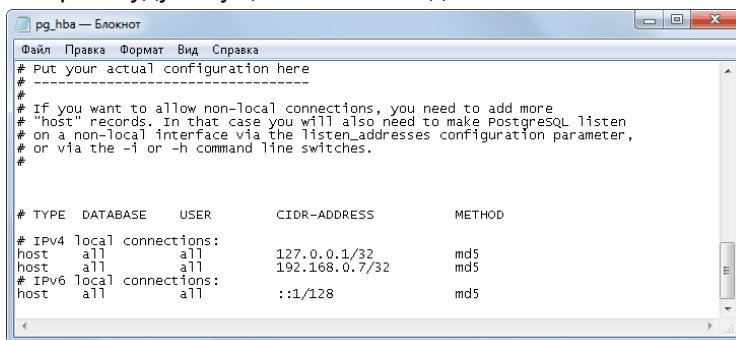 pg_hba — Блокнот
Файл Правка Формат Вид Справка
# Put your actual configuration here
# ----------------------------------
#
# If you want to allow non-local connections, you need to add more
# "host" records. In that case you will also need to make PostgreSQL listen
# on a non-local interface via the listen_addresses configuration parameter,
# or via the -i or -h command line switches.
#
# TYPE DATABASE USER CIDR-ADDRESS METHOD
# IPv4 local connections:
host all all 127.0.0.1/32 md5
host all all 192.168.0.7/32 md5
# IPv6 local connections:
host all all ::1/128 md5